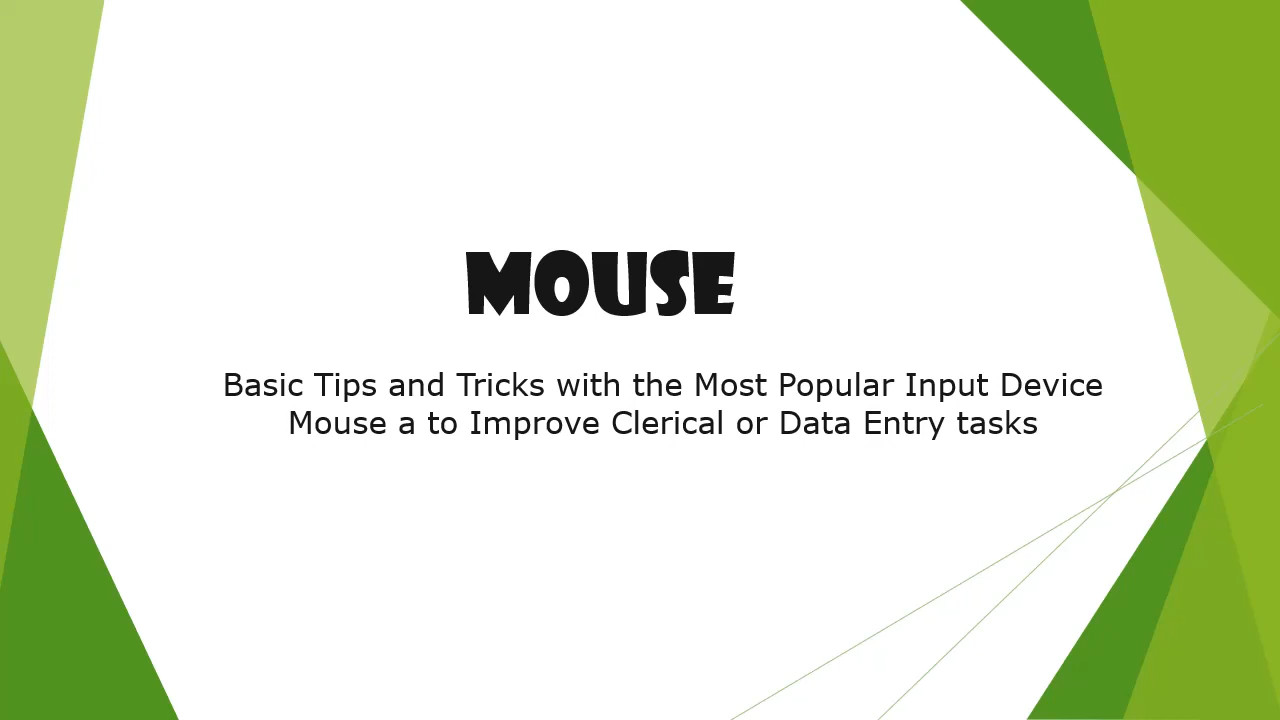 MOUSE
Basic Tips and Tricks with the Most Popular Input Device
Mouse a to Improve Clerical or Data Entry tasks